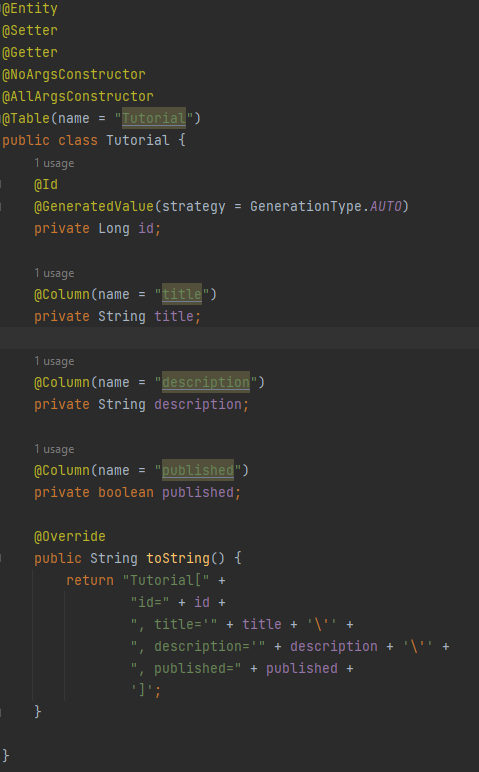 @Entity
@Setter
@Getter
@NoArgsConstructor
@AllArgsConstructor
@Table(name = "Tutorial")
public class Tutorial {
1 usage
@Id
@GeneratedValue(strategy = GenerationType.AUTO)
private Long id;
1 usage
@Column(name = "title")
private String title;
1 usage
@Column(name = "description")
private String description;
1 usage
@Column(name = "published")
private boolean published;
@Override
public String toString() {
return "Tutorial[" +
"id=" + id +
", title='" + title + '\'' +
", description='" + description + '\'' +
", published=" + published +
']';
}
}